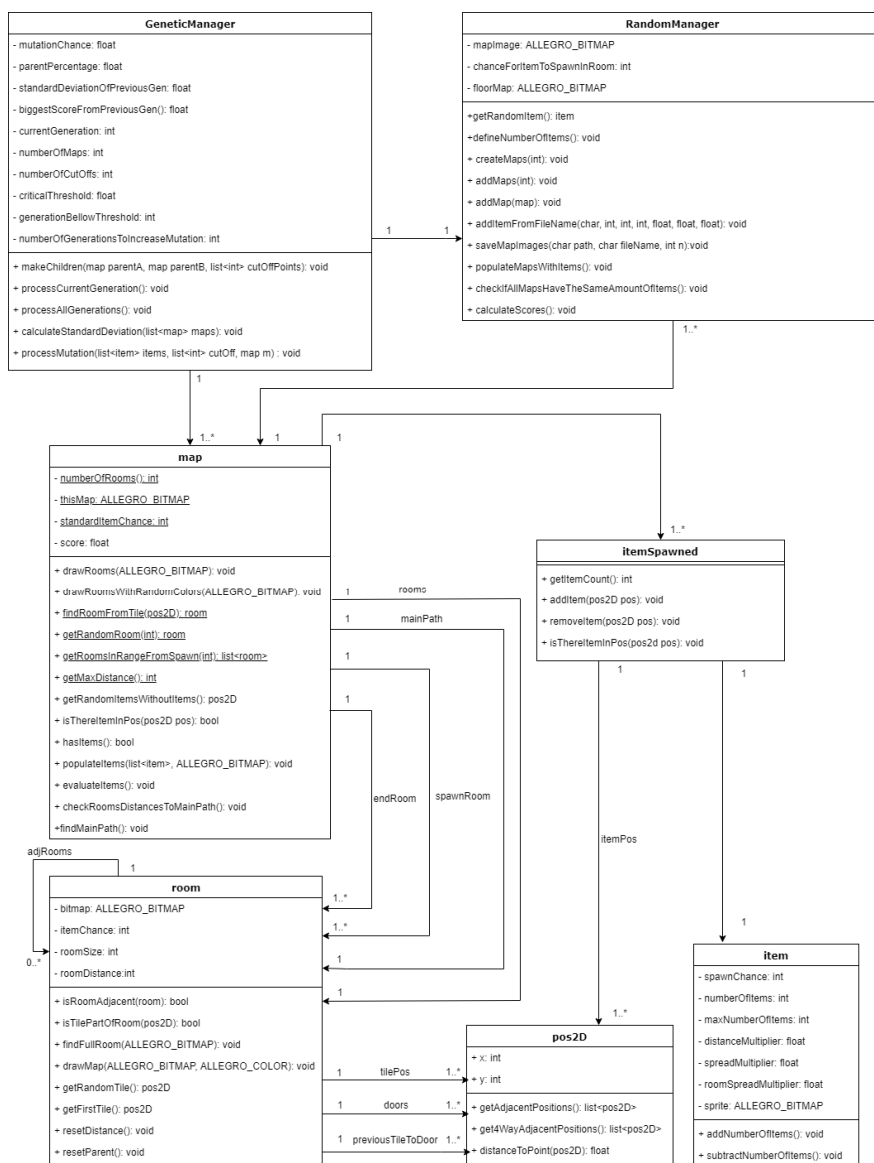 GeneticManager
- mutationChance: float
- parentPercentage: float
- standardDeviationOfPreviousGen: float
- biggestScoreFromPreviousGen(): float
- currentGeneration: int
- numberOfMaps: int
- numberOfCutOffs: int
- criticalThreshold: float
- generationBellowThreshold: int
- numberOfGenerationsToIncreaseMutation: int
+ makeChildren(map parentA, map parentB, list<int> cutOffPoints): void
+ processCurrentGeneration(): void
+ processAllGenerations(): void
+ calculateStandardDeviation(list<map> maps): void
+ processMutation(list<item> items, list<int> cutOff, map m) : void
1
1
RandomManager
- mapImage: ALLEGRO_BITMAP
- chanceForItemToSpawnInRoom: int
- floorMap: ALLEGRO_BITMAP
+getRandomItem(): item
+defineNumberOfItems(): void
+ createMaps(int): void
+ addMaps(int): void
+ addMap(map): void
+ addItemFromFileName(char, int, int, int, float, float, float): void
+ saveMapImages(char path, char fileName, int n):void
+ populateMapsWithItems(): void
+ checkIfAllMapsHaveTheSameAmountOfItems(): void
+ calculateScores(): void
1..*
1
1..*
1
1
map
- numberOfRooms(): int
- thisMap: ALLEGRO_BITMAP
- standardItemChance: int
- score: float
+ drawRooms(ALLEGRO_BITMAP): void
+ drawRoomsWithRandomColors(ALLEGRO_BITMAP): void
+ findRoomFromTile(pos2D): room
+ getRandomRoom(int): room
+ getRoomsInRangeFromSpawn(int): list<room>
+ getMaxDistance(): int
+ getRandomItemsWithoutItems(): pos2D
+ isThereItemInPos(pos2D pos): bool
+ hasItems(): bool
+ populateItems(list<item>, ALLEGRO_BITMAP): void
+ evaluateItems(): void
+ checkRoomsDistancesToMainPath(): void
+findMainPath(): void
1..*
itemSpawned
+ getItemCount(): int
+ addItem(pos2D pos): void
+ removeItem(pos2D pos): void
+ isThereItemInPos(pos2d pos): void
1
1
1 rooms
1 mainPath
1
1
endRoom
spawnRoom
itemPos
adjRooms
1
0..*
1..*
1..*
1
1
room
- bitmap: ALLEGRO_BITMAP
- itemChance: int
- roomSize: int
- roomDistance:int
+ isRoomAdjacent(room): bool
+ isTilePartOfRoom(pos2D): bool
+ findFullRoom(ALLEGRO_BITMAP): void
+ drawMap(ALLEGRO_BITMAP, ALLEGRO_COLOR): void
+ getRandomTile(): pos2D
+ getFirstTile(): pos2D
+ resetDistance(): void
+ resetParent(): void
1 tilePos 1..*
1 doors 1..*
1 previousTileToDoor 1..*
1..*
pos2D
+ x: int
+ y: int
+ getAdjacentPositions(): list<pos2D>
+ get4WayAdjacentPositions(): list<pos2D>
+ distanceToPoint(pos2D): float
1
item
- spawnChance: int
- numberOfItems: int
- maxNumberOfItems: int
- distanceMultiplier: float
- spreadMultiplier: float
- roomSpreadMultiplier: float
- sprite: ALLEGRO_BITMAP
+ addNumberOfItems(): void
+ subtractNumberOfItems(): void